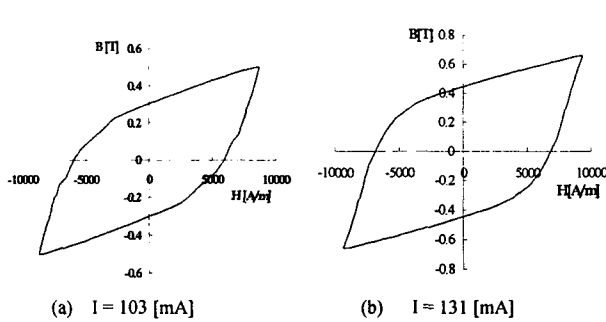 B[T] 0.6
0.4
0.2
0
-10000 -5000 0 5000 10000
H[A/m]
-0.2
-0.4
-0.6
(a) I = 103 [mA]
B[T] 0.8
0.6
0.4
0.2
0
-10000 -5000 0 5000 10000
-0.2
H[A/m]
-0.4
-0.6
-0.8
(b) I = 131 [mA]